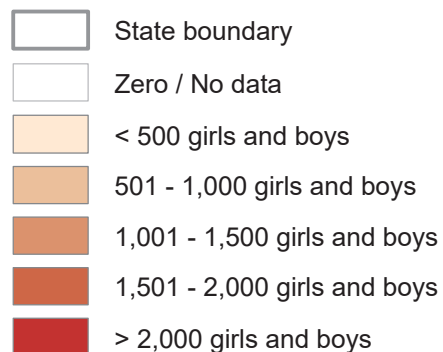 State boundary
Zero / No data
< 500 girls and boys
501 - 1,000 girls and boys
1,001 - 1,500 girls and boys
1,501 - 2,000 girls and boys
> 2,000 girls and boys